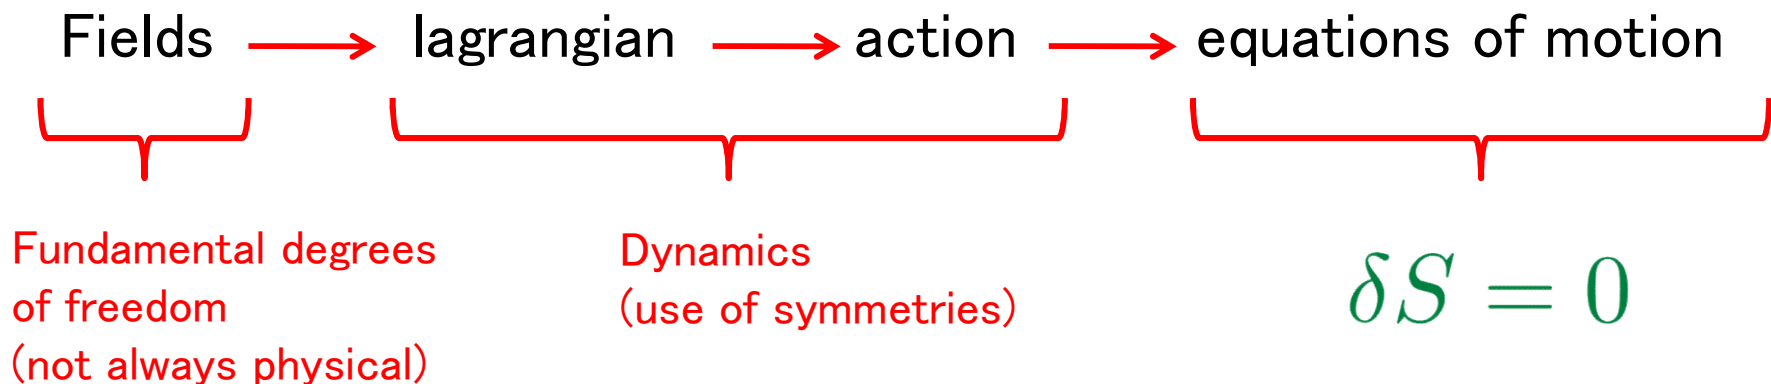 Fields → lagrangian → action → equations of motion
Fundamental degrees
of freedom
(not always physical)
Dynamics
(use of symmetries)
δS = 0